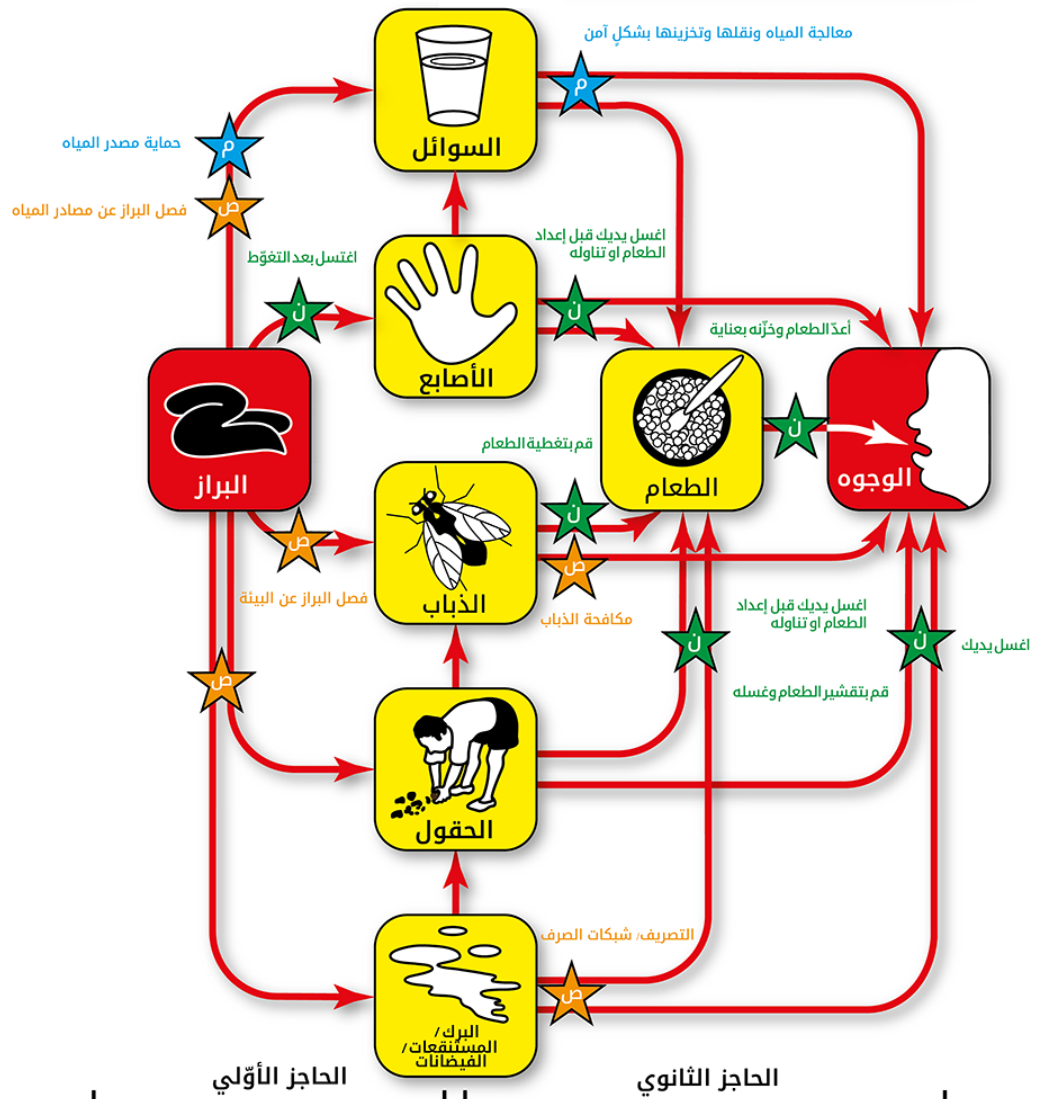 معالجة المياه ونقلها وتخزينها بشكلٍ آمن
م
السوائل
حماية مصدر المياه
م
فصل البراز عن مصادر المياه
ص
اغسل يديك قبل إعداد
الطعام او تناوله
اغتسل بعد التغوّط
ن
ن
أعدّ الطعام وخزّنه بعناية
الأصابع
ن
قم بتغطية الطعام
البراز
الطعام
الوجوه
ن
ص
ص
فصل البراز عن البيئة
الذباب
مكافحة الذباب
اغسل يديك قبل إعداد
الطعام او تناوله
ن
ن
اغسل يديك
ص
قم بتقشير الطعام وغسله
الحقول
التصريف/ شبكات الصرف
ص
البرك/
المستنقعات/
الفيضانات
الحاجز الثانوي
الحاجز الأوّلي